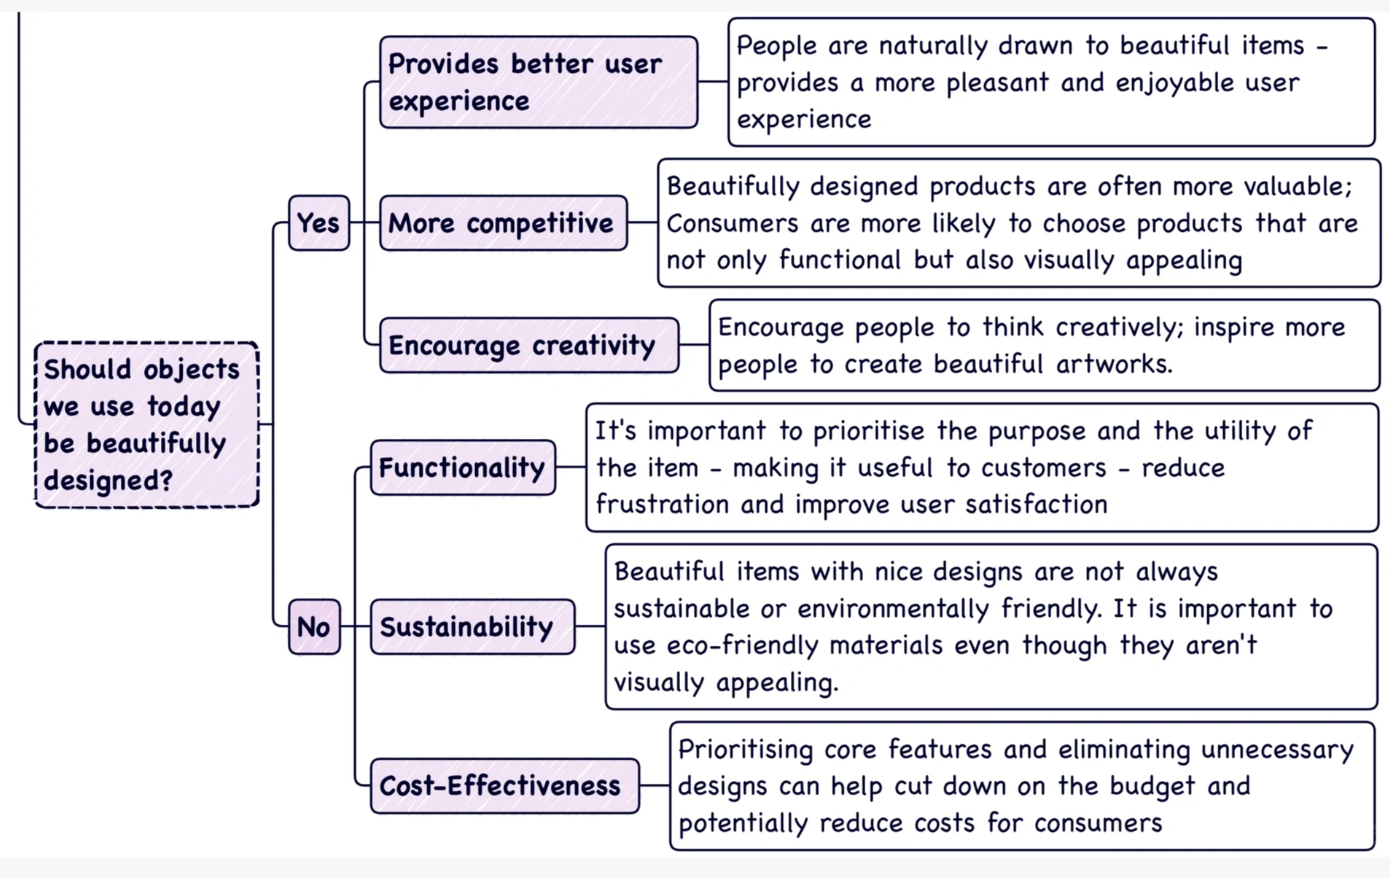 Should objects
we use today
be beautifully
designed?
Yes
Provides better user
experience
People are naturally drawn to beautiful items -
provides a more pleasant and enjoyable user
experience
More competitive
Beautifully designed products are often more valuable;
Consumers are more likely to choose products that are
not only functional but also visually appealing
Encourage creativity
Encourage people to think creatively; inspire more
people to create beautiful artworks.
No
Functionality
It's important to prioritise the purpose and the utility of
the item - making it useful to customers - reduce
frustration and improve user satisfaction
Sustainability
Beautiful items with nice designs are not always
sustainable or environmentally friendly. It is important to
use eco-friendly materials even though they aren't
visually appealing.
Cost-Effectiveness
Prioritising core features and eliminating unnecessary
designs can help cut down on the budget and
potentially reduce costs for consumers